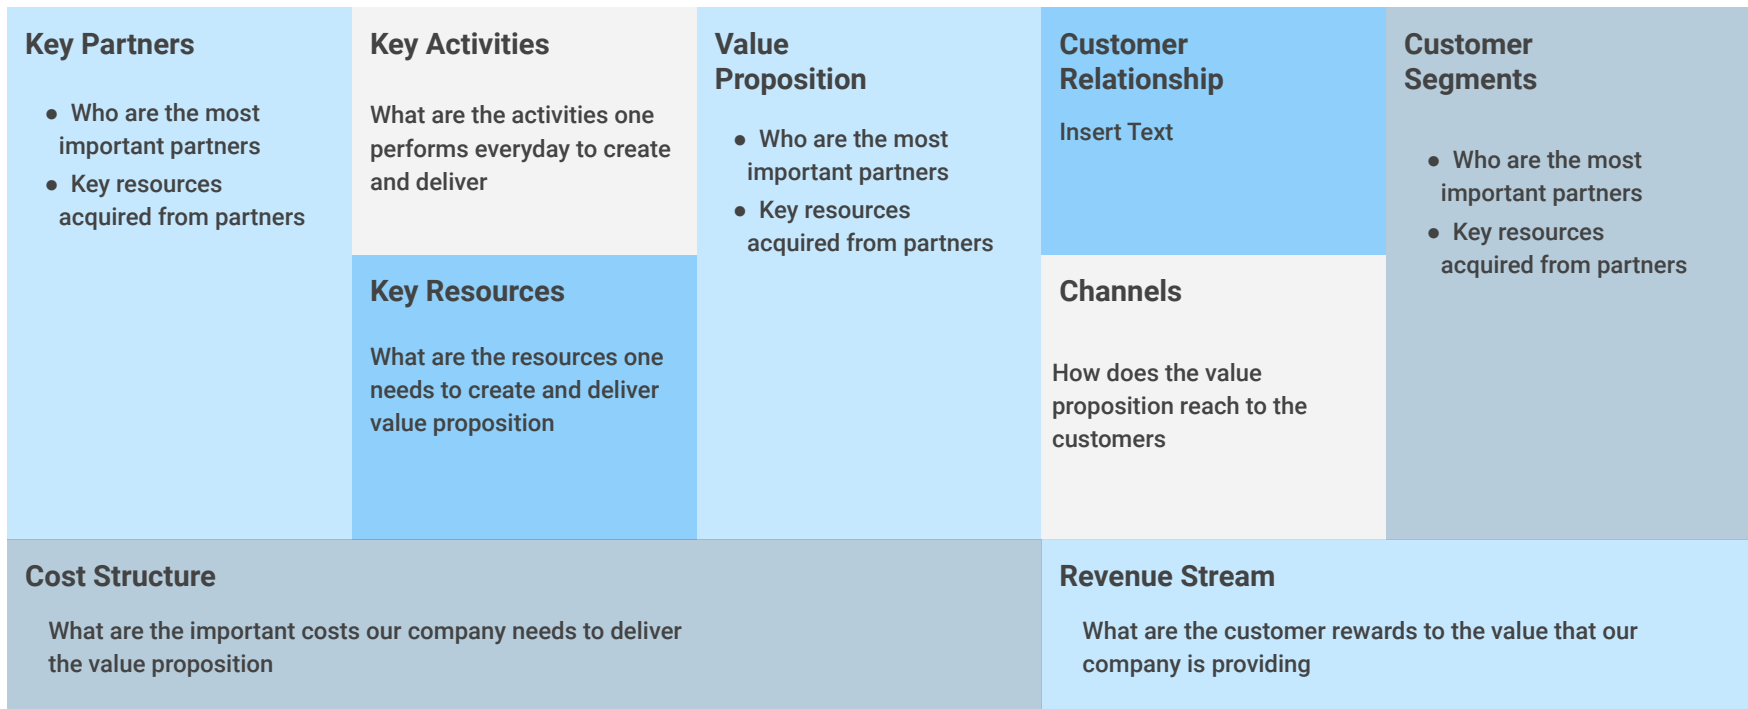 Key Partners
● Who are the most
important partners
● Key resources
acquired from partners
Key Activities
What are the activities one
performs everyday to create
and deliver
Key Resources
What are the resources one
needs to create and deliver
value proposition
Value
Proposition
● Who are the most
important partners
● Key resources
acquired from partners
Customer
Relationship
Insert Text
Channels
How does the value
proposition reach to the
customers
Customer
Segments
● Who are the most
important partners
● Key resources
acquired from partners
Cost Structure
What are the important costs our company needs to deliver
the value proposition
Revenue Stream
What are the customer rewards to the value that our
company is providing